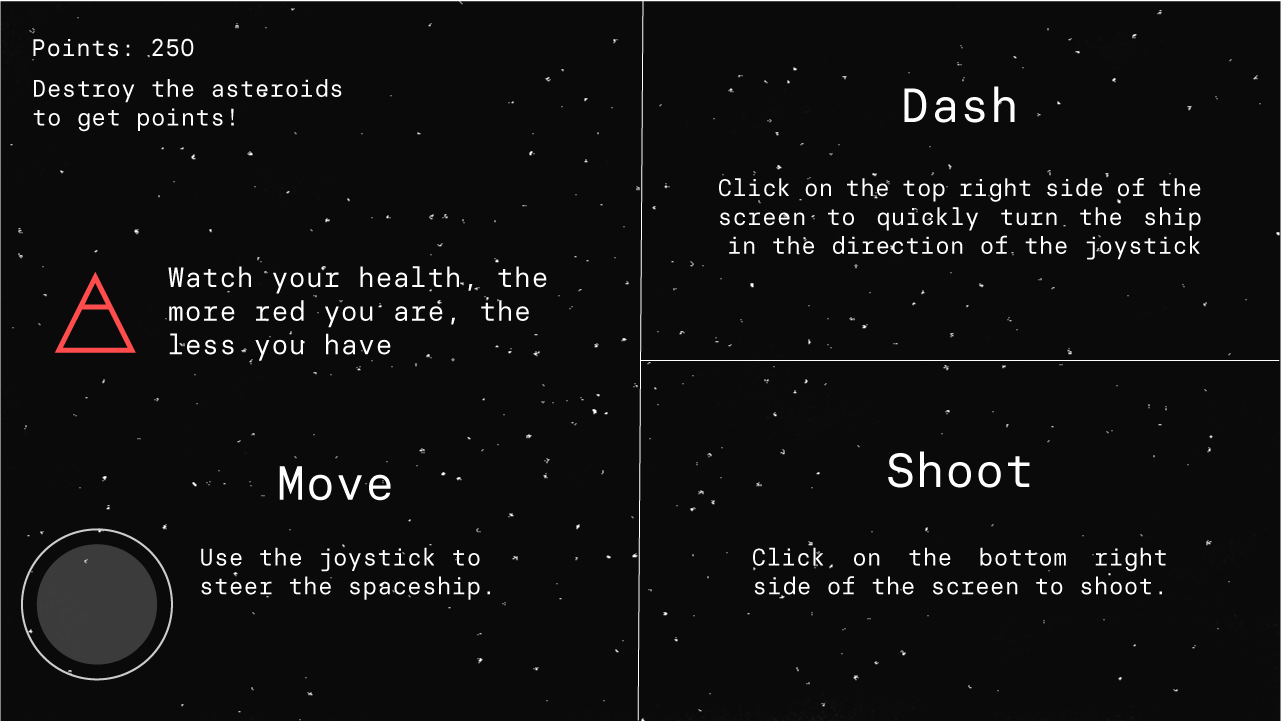 Points: 250
Destroy the asteroids
to get points!
Watch your health, the
more red you are, the
less you have
Move
Use the joystick to
steer the spaceship.
Dash
Click on the top right side of the
screen to quickly turn the ship
in the direction of the joystick
Shoot
Click on the bottom right
side of the screen to shoot.